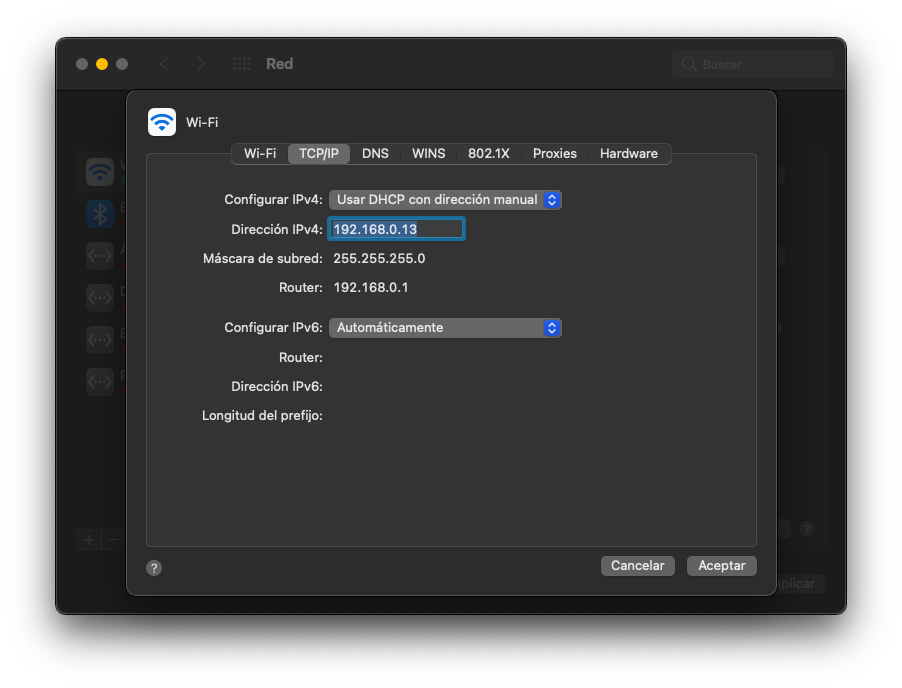 Red
Buscar
Wi-Fi
Wi-Fi TCP/IP DNS WINS 802.1X Proxies Hardware
Configurar IPv4: Usar DHCP con dirección manual
Dirección IPv4: 192.168.0.13
Máscara de subred: 255.255.255.0
Router: 192.168.0.1
Configurar IPv6: Automáticamente
Router:
Dirección IPv6:
Longitud del prefijo:
+ −
?
? Cancelar Aceptar